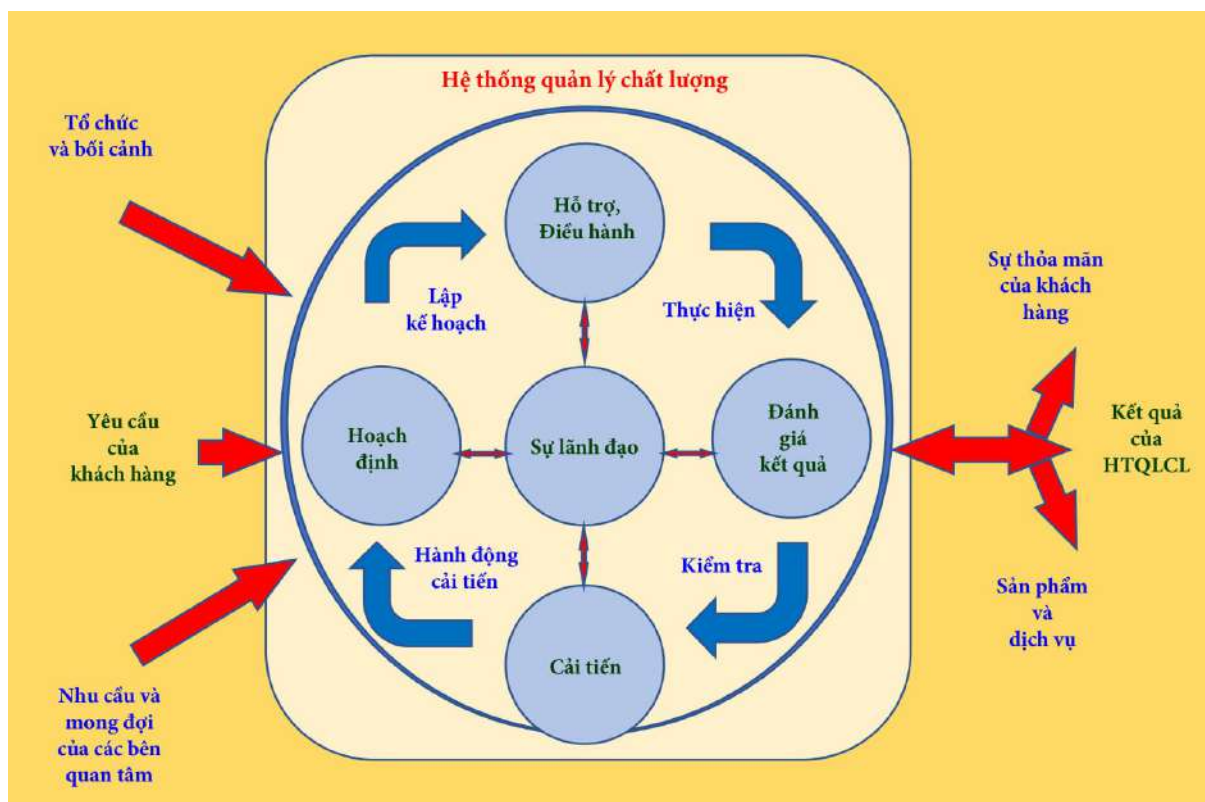 Hệ thống quản lý chất lượng
Tổ chức
và bối cảnh
Hỗ trợ,
Điều hành
Lập
kế hoạch
Thực hiện
Sự thỏa mãn
của khách
hàng
Yêu cầu
của
khách hàng
Hoạch
định
Sự lãnh đạo
Đánh
giá
kết quả
Kết quả
của
HTQLCL
Hành động
cải tiến
Kiểm tra
Sản phẩm
và
dịch vụ
Cải tiến
Nhu cầu và
mong đợi
của các bên
quan tâm